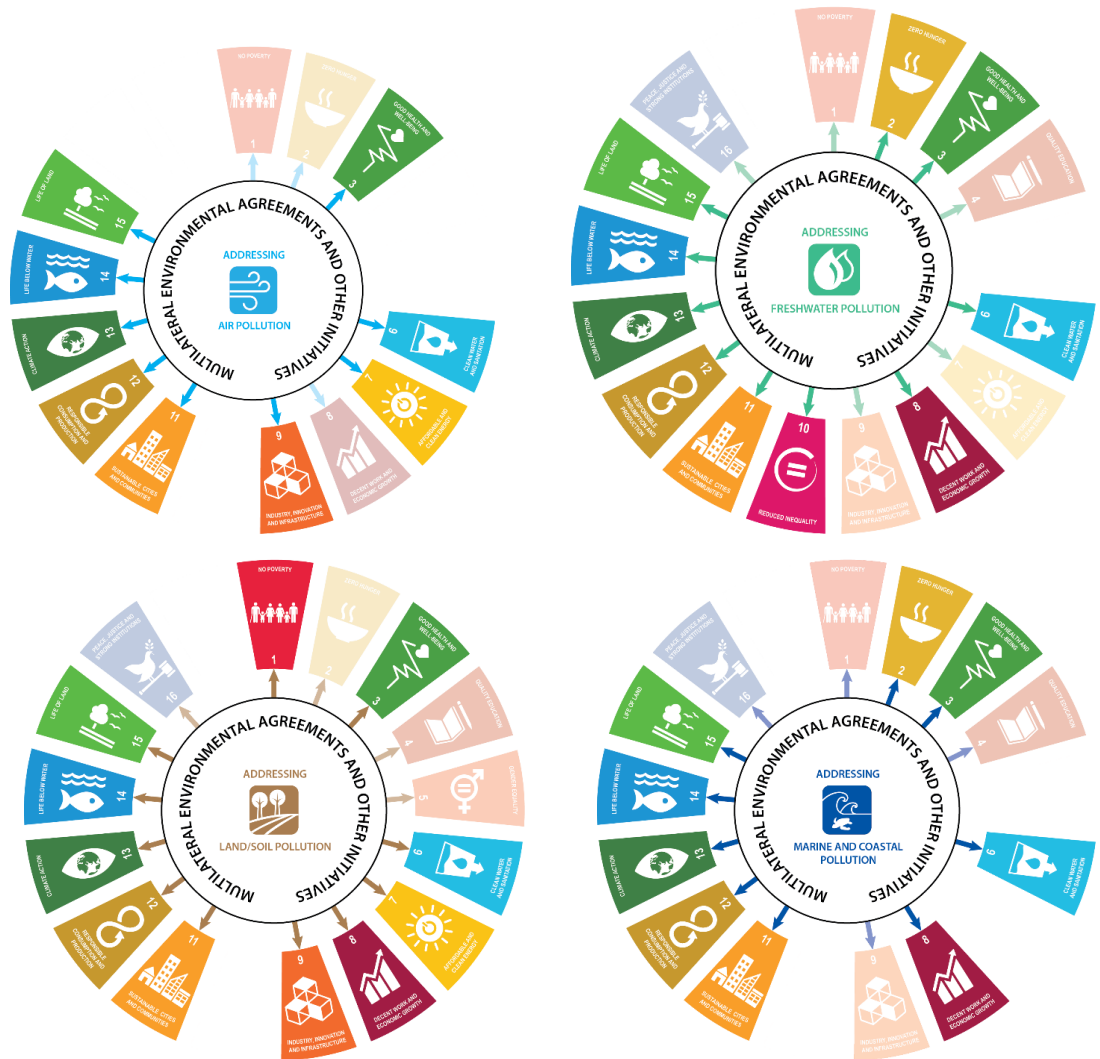 NO POVERTY
1
ZERO HUNGER
2
GOOD HEALTH AND
WELL-BEING
3
6
CLEAN WATER
AND SANITATION
7
AFFORDABLE AND
CLEAN ENERGY
8
DECENT WORK AND
ECONOMIC GROWTH
9
INDUSTRY, INNOVATION
AND INFRASTRUCTURE
11
SUSTAINABLE CITIES
AND COMMUNITIES
12
RESPONSIBLE
CONSUMPTION AND
PRODUCTION
13
CLIMATE ACTION
14
LIFE BELOW WATER
15
LIFE OF LAND
MULTILATERAL ENVIRONMENTAL AGREEMENTS AND OTHER INITIATIVES
ADDRESSING
AIR POLLUTION
NO POVERTY
1
ZERO HUNGER
2
GOOD HEALTH AND
WELL-BEING
3
QUALITY EDUCATION
4
6
CLEAN WATER
AND SANITATION
7
AFFORDABLE AND
CLEAN ENERGY
8
DECENT WORK AND
ECONOMIC GROWTH
9
INDUSTRY, INNOVATION
AND INFRASTRUCTURE
10
REDUCED INEQUALITY
11
SUSTAINABLE CITIES
AND COMMUNITIES
12
RESPONSIBLE
CONSUMPTION AND
PRODUCTION
13
CLIMATE ACTION
14
LIFE BELOW WATER
15
LIFE OF LAND
16
PEACE, JUSTICE AND
STRONG INSTITUTIONS
MULTILATERAL ENVIRONMENTAL AGREEMENTS AND OTHER INITIATIVES
ADDRESSING
FRESHWATER POLLUTION
NO POVERTY
1
ZERO HUNGER
2
GOOD HEALTH AND
WELL-BEING
3
QUALITY EDUCATION
4
GENDER EQUALITY
5
6
CLEAN WATER
AND SANITATION
7
AFFORDABLE AND
CLEAN ENERGY
8
DECENT WORK AND
ECONOMIC GROWTH
9
INDUSTRY, INNOVATION
AND INFRASTRUCTURE
11
SUSTAINABLE CITIES
AND COMMUNITIES
12
RESPONSIBLE
CONSUMPTION AND
PRODUCTION
13
CLIMATE ACTION
14
LIFE BELOW WATER
15
LIFE OF LAND
16
PEACE, JUSTICE AND
STRONG INSTITUTIONS
MULTILATERAL ENVIRONMENTAL AGREEMENTS AND OTHER INITIATIVES
ADDRESSING
LAND/SOIL POLLUTION
NO POVERTY
1
ZERO HUNGER
2
GOOD HEALTH AND
WELL-BEING
3
QUALITY EDUCATION
4
6
CLEAN WATER
AND SANITATION
8
DECENT WORK AND
ECONOMIC GROWTH
9
INDUSTRY, INNOVATION
AND INFRASTRUCTURE
11
SUSTAINABLE CITIES
AND COMMUNITIES
12
RESPONSIBLE
CONSUMPTION AND
PRODUCTION
13
CLIMATE ACTION
14
LIFE BELOW WATER
15
LIFE OF LAND
16
PEACE, JUSTICE AND
STRONG INSTITUTIONS
MULTILATERAL ENVIRONMENTAL AGREEMENTS AND OTHER INITIATIVES
ADDRESSING
MARINE AND COASTAL
POLLUTION